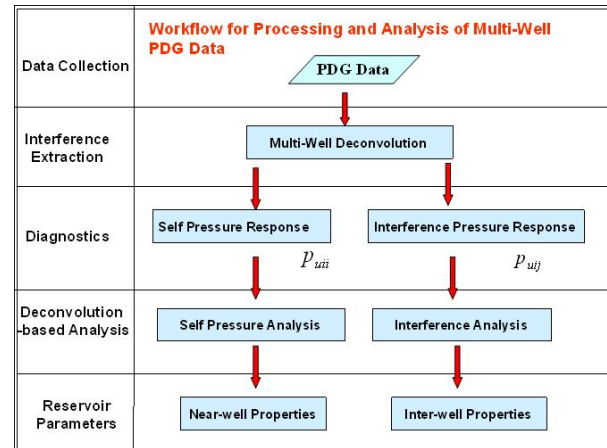 Workflow for Processing and Analysis of Multi-Well
PDG Data
Data Collection
PDG Data
Interference
Extraction
Multi-Well Deconvolution
Diagnostics
Self Pressure Response
Interference Pressure Response
p_uii
p_uij
Deconvolution
-based Analysis
Self Pressure Analysis
Interference Analysis
Reservoir
Parameters
Near-well Properties
Inter-well Properties